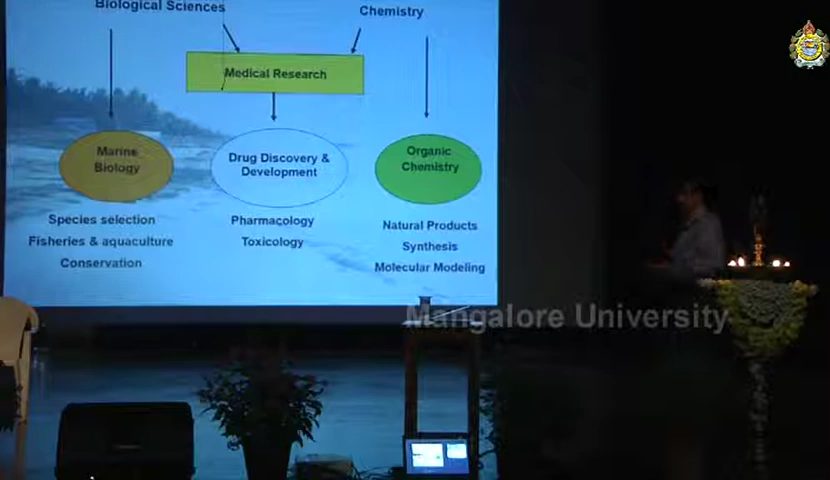 Biological Sciences
Chemistry
Medical Research
Marine
Biology
Drug Discovery &
Development
Organic
Chemistry
Species selection
Fisheries & aquaculture
Conservation
Pharmacology
Toxicology
Natural Products
Synthesis
Molecular Modeling
Mangalore University